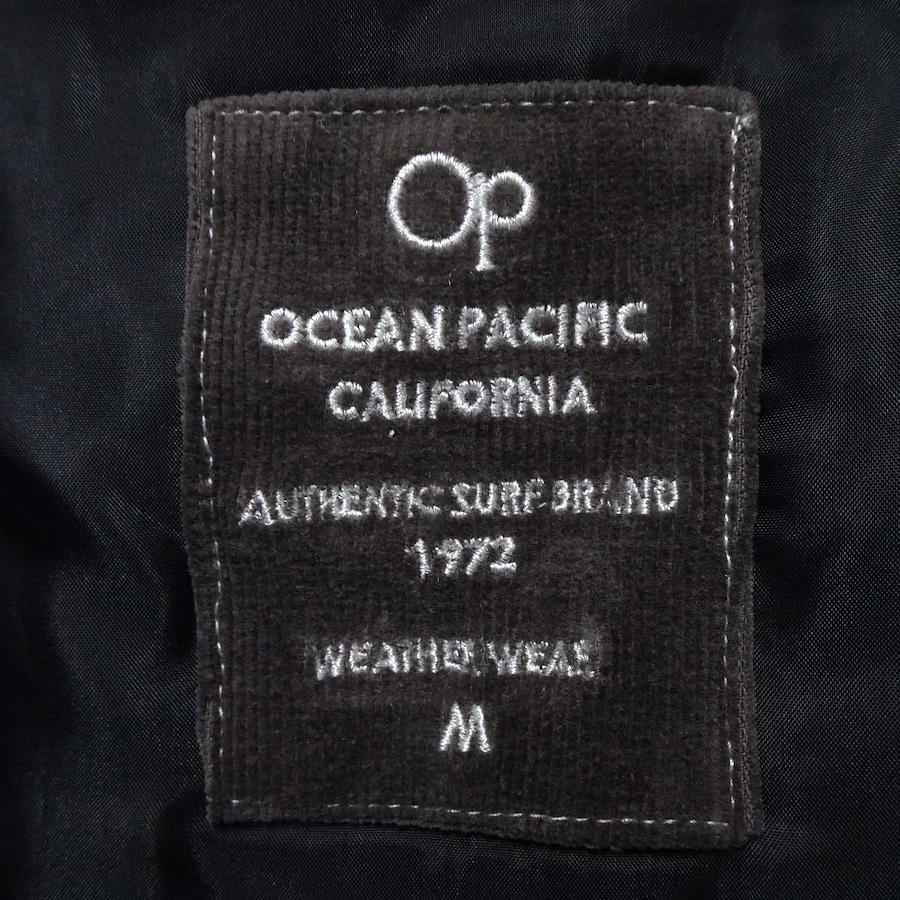 Op
OCEAN PACIFIC
CALIFORNIA
AUTHENTIC SURF BRAND
1972
WEATHER WEAR
M